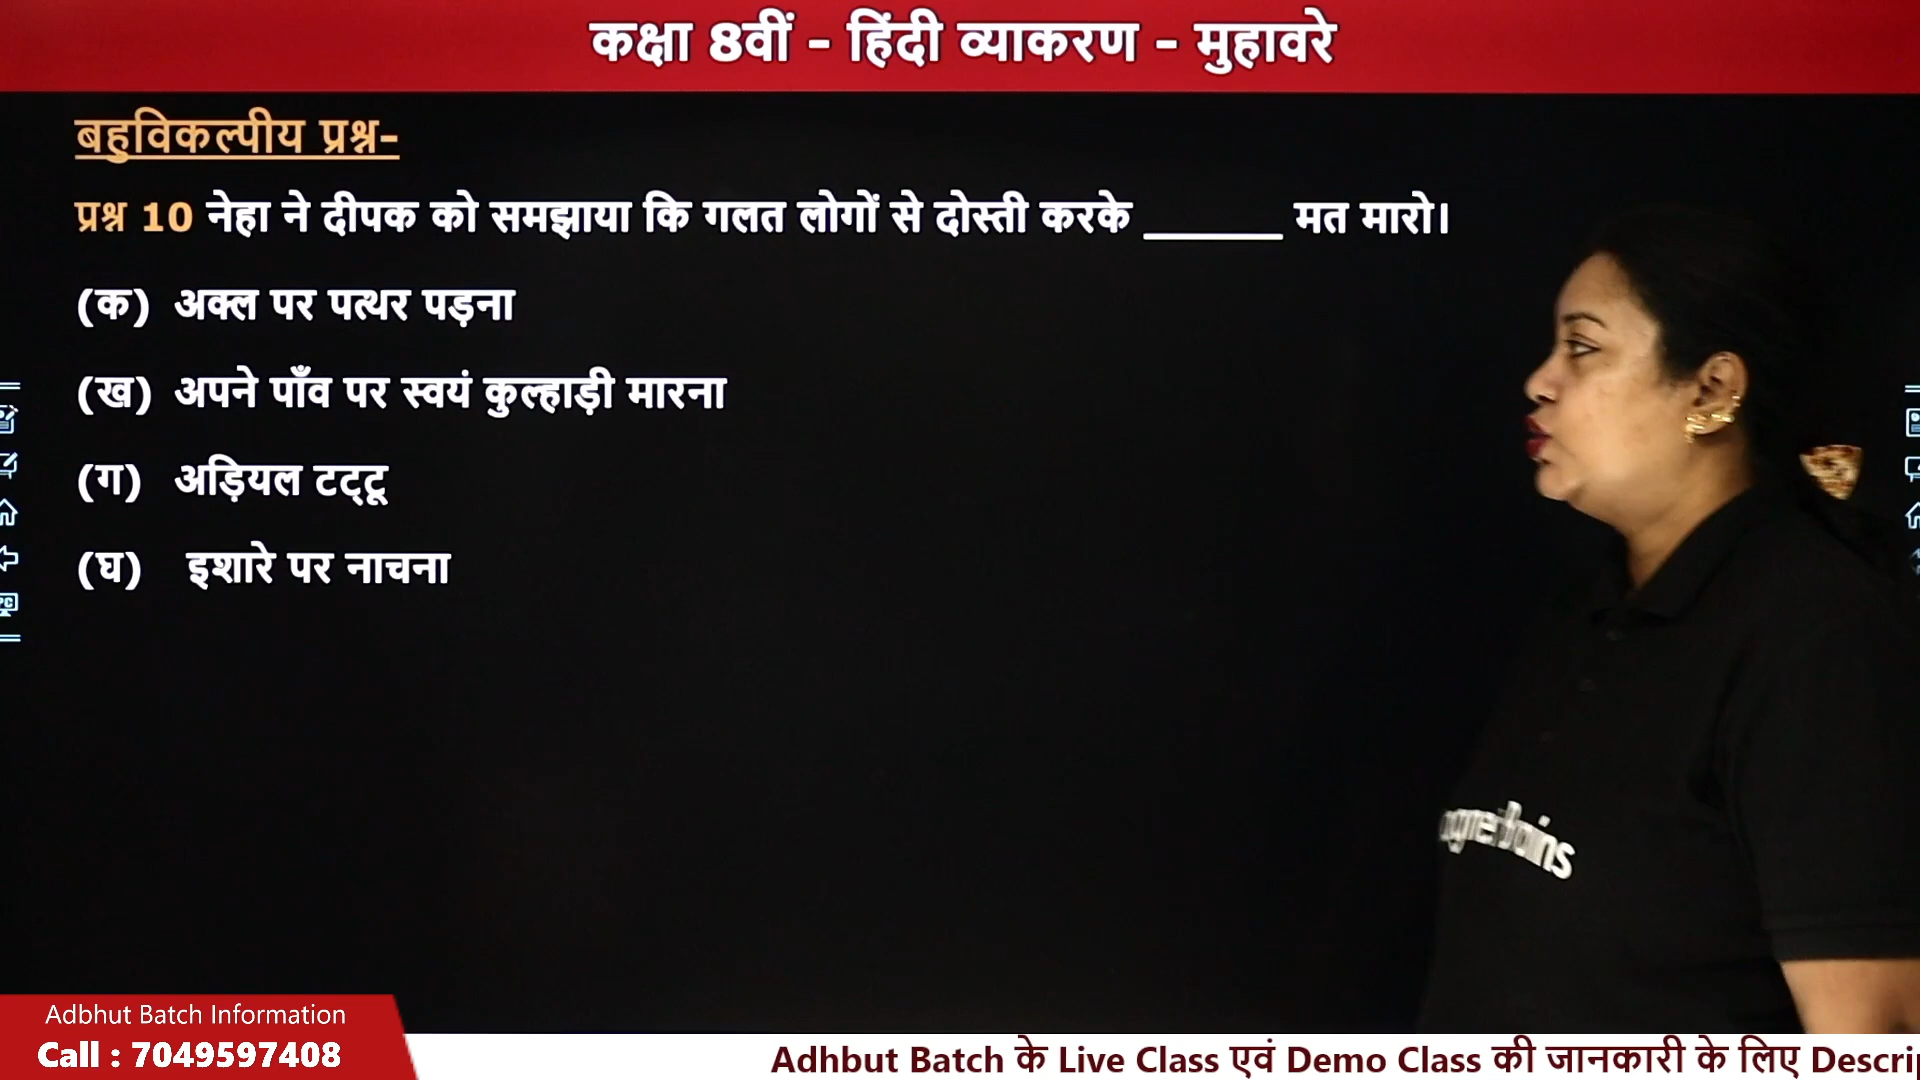 कक्षा 8वीं - हिंदी व्याकरण - मुहावरे
बहुविकल्पीय प्रश्न-
प्रश्न 10 नेहा ने दीपक को समझाया कि गलत लोगों से दोस्ती करके ______ मत मारो।
(क) अक्ल पर पत्थर पड़ना
(ख) अपने पाँव पर स्वयं कुल्हाड़ी मारना
(ग) अड़ियल टट्टू
(घ) इशारे पर नाचना
Adbhut Batch Information
Call : 7049597408
Adhbut Batch के Live Class एवं Demo Class की जानकारी के लिए